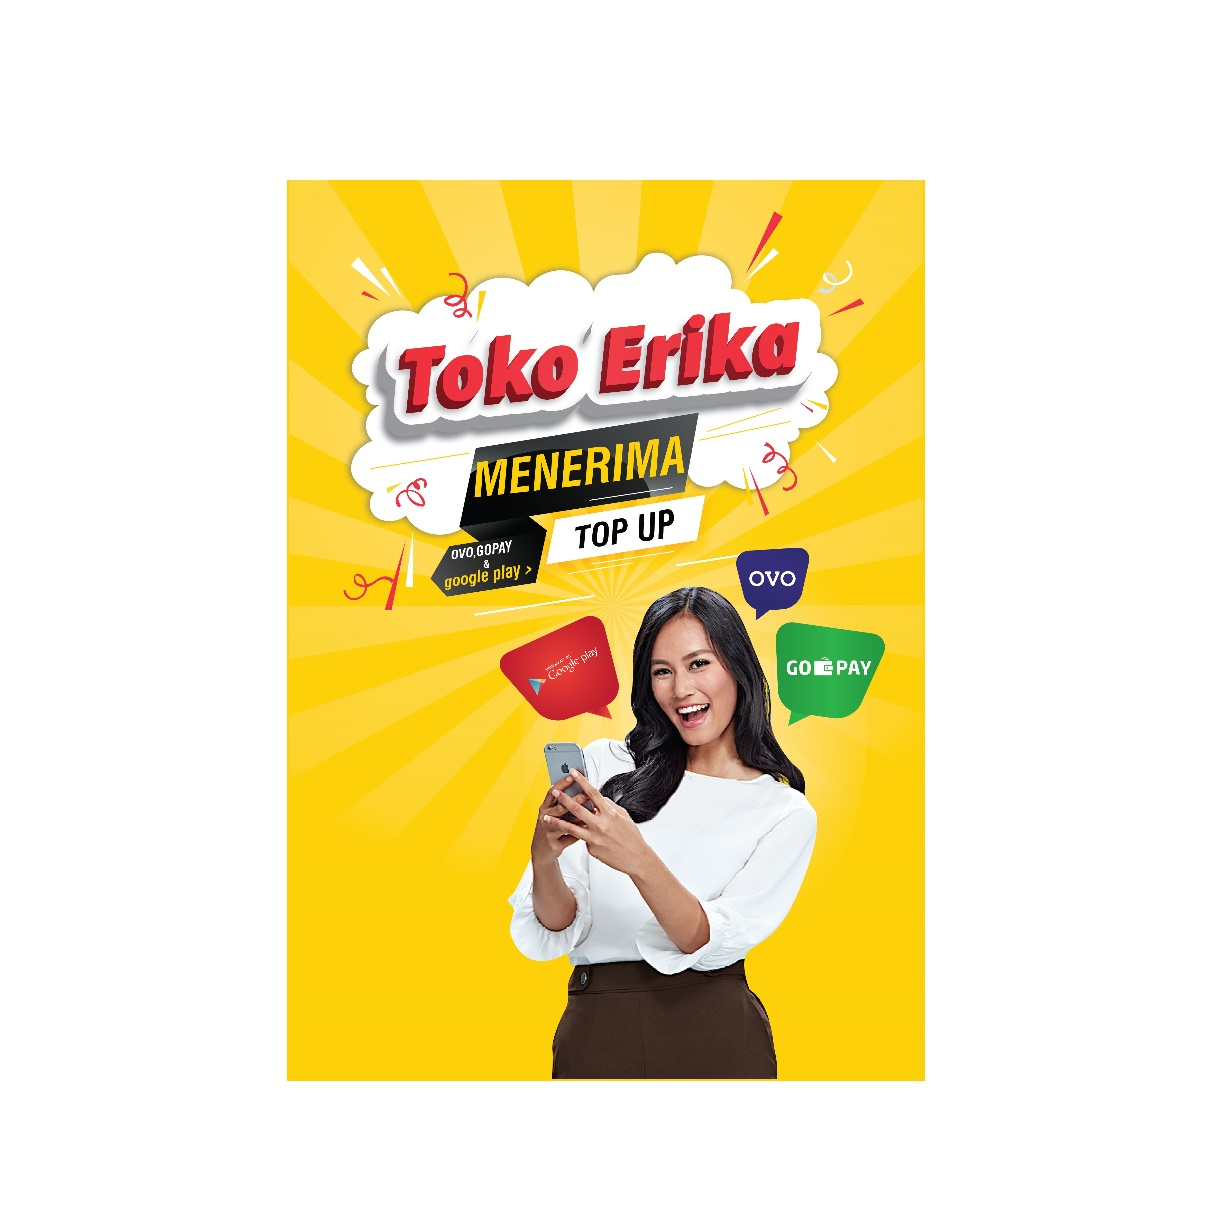 Toko Erika
MENERIMA
TOP UP
OVO,GOPAY
&
google play >
OVO
Google play
GO PAY